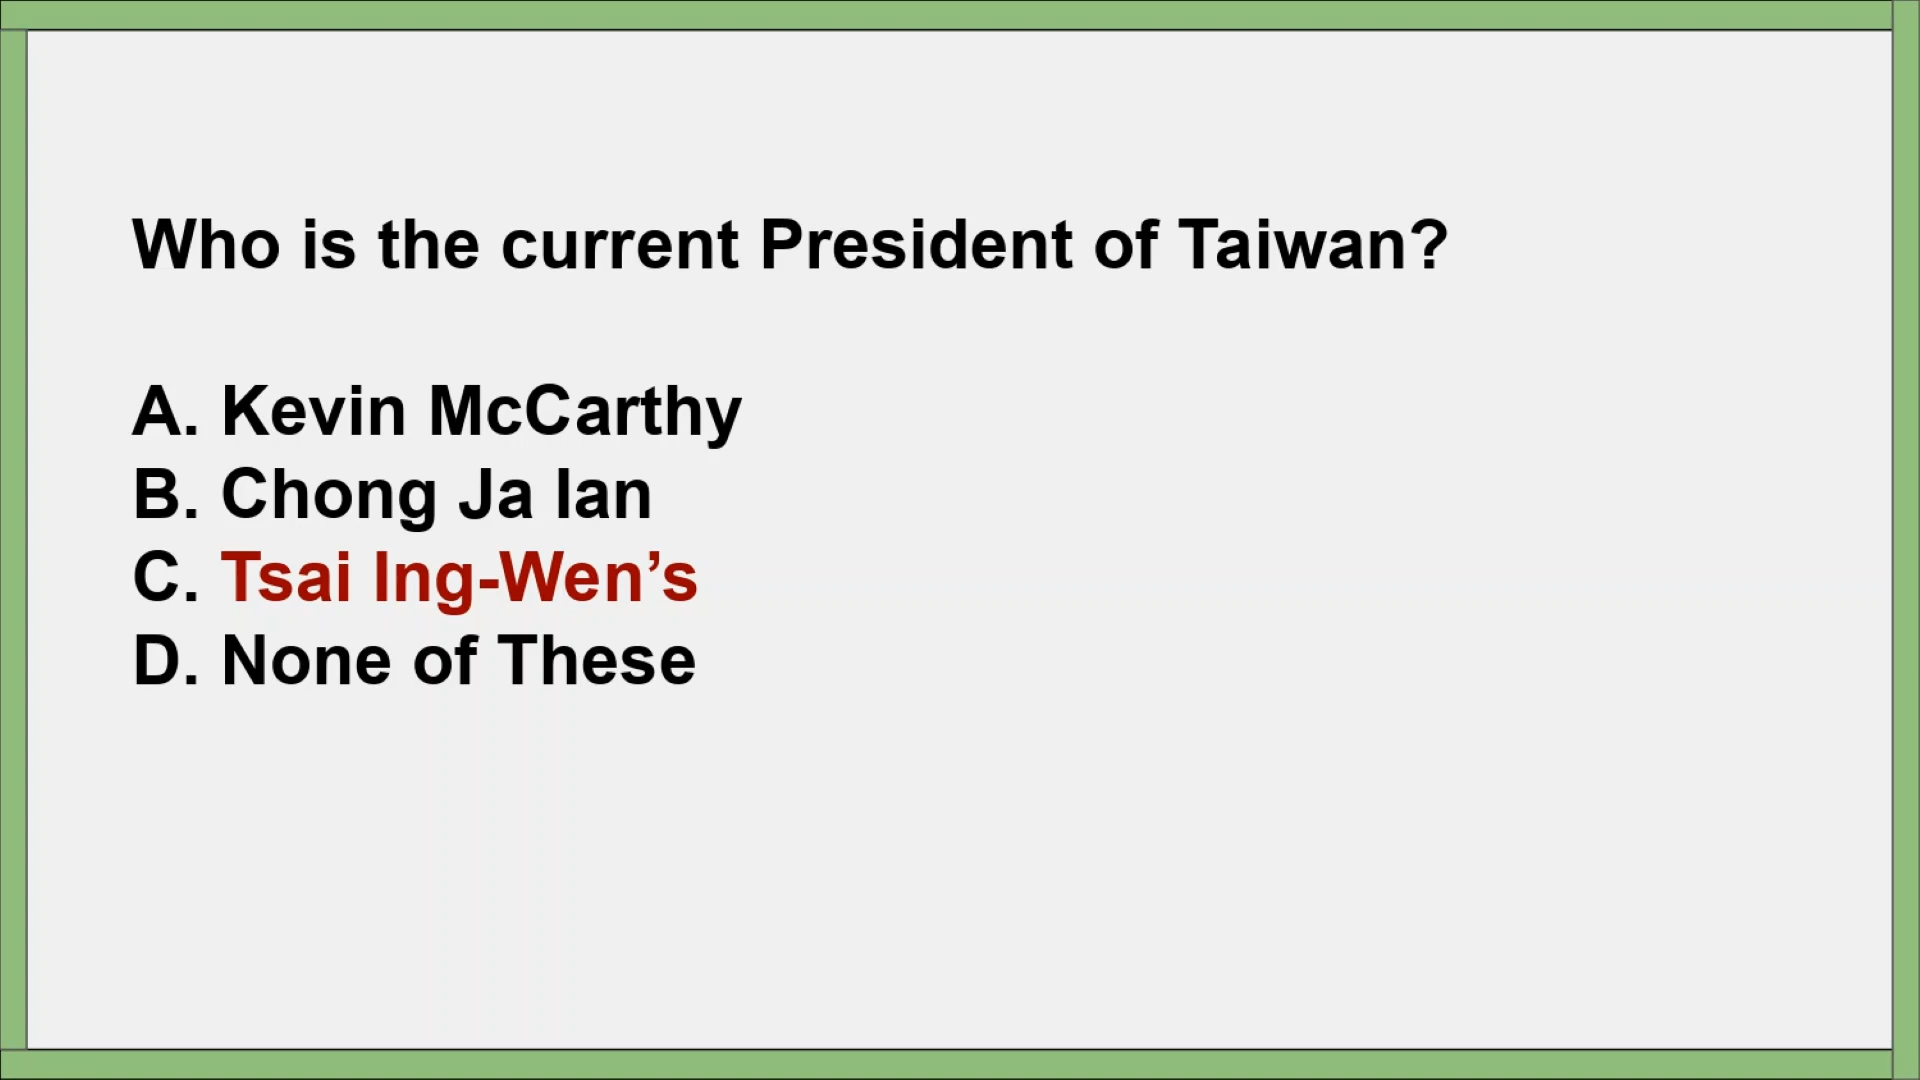 Who is the current President of Taiwan?
A. Kevin McCarthy
B. Chong Ja Ian
C. Tsai Ing-Wen’s
D. None of These